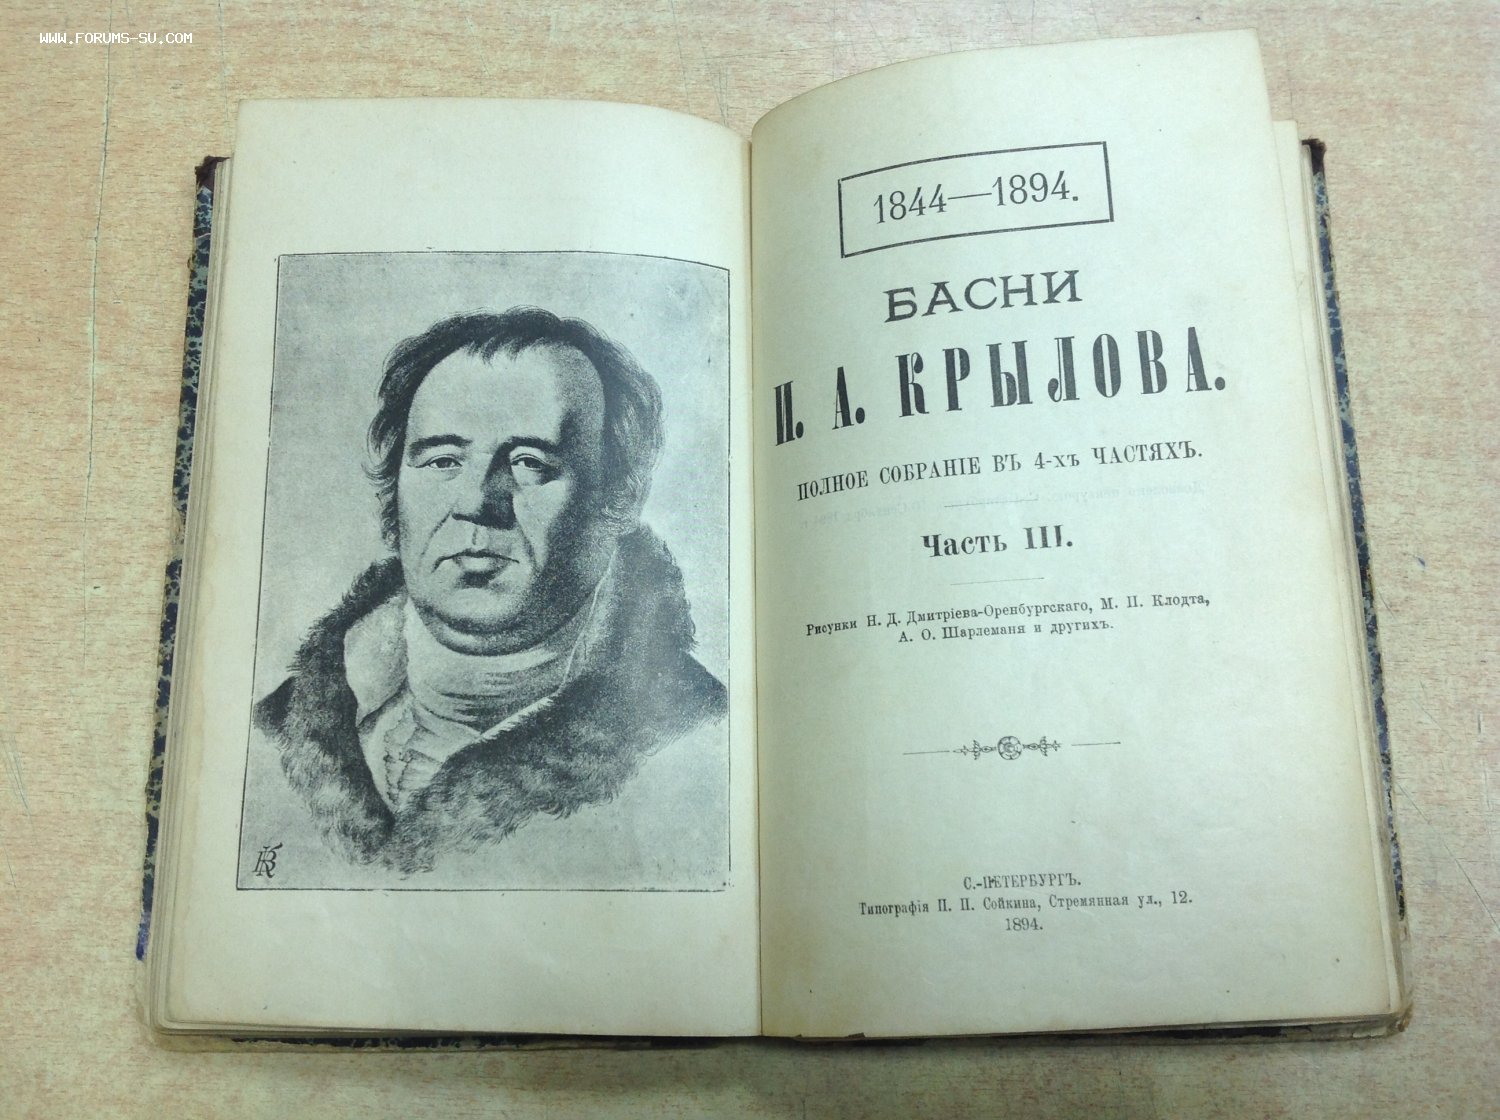 WWW.FORUMS-SU.COM
1844—1894.
БАСНИ
И. А. КРЫЛОВА.
ПОЛНОЕ СОБРАНІЕ ВЪ 4-хъ ЧАСТЯХЪ.
Часть III.
Рисунки Н. Д. Дмитріева-Оренбургскаго, М. П. Клодта,
А. О. Шарлеманя и другихъ.
С.-ПЕТЕРБУРГЪ.
Типографія П. П. Сойкина, Стремянная ул., 12.
1894.